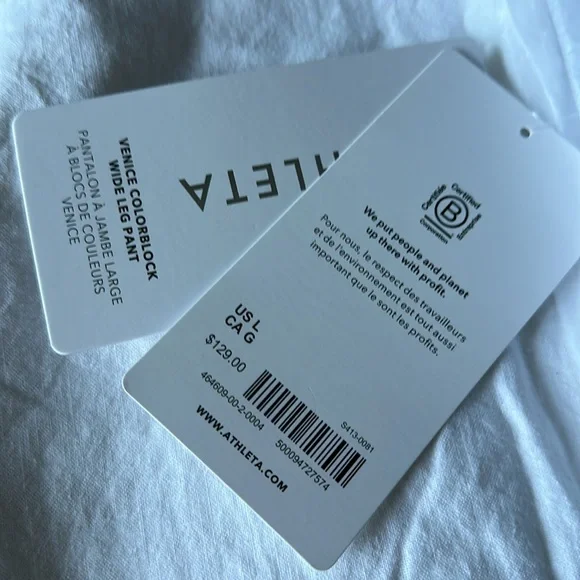 VENICE COLORBLOCK
WIDE LEG PANT
PANTALON À JAMBE LARGE
À BLOCS DE COULEURS
VENICE
HLETA
Certified
Certifiée
B
Corporation
We put people and planet
up there with profit.
Pour nous, le respect des travailleurs
et de l'environnement est tout aussi
important que le sont les profits.
US L
CA G
$129.00
464609-00-2-0004
S413-0081
500094727574
WWW.ATHLETA.COM